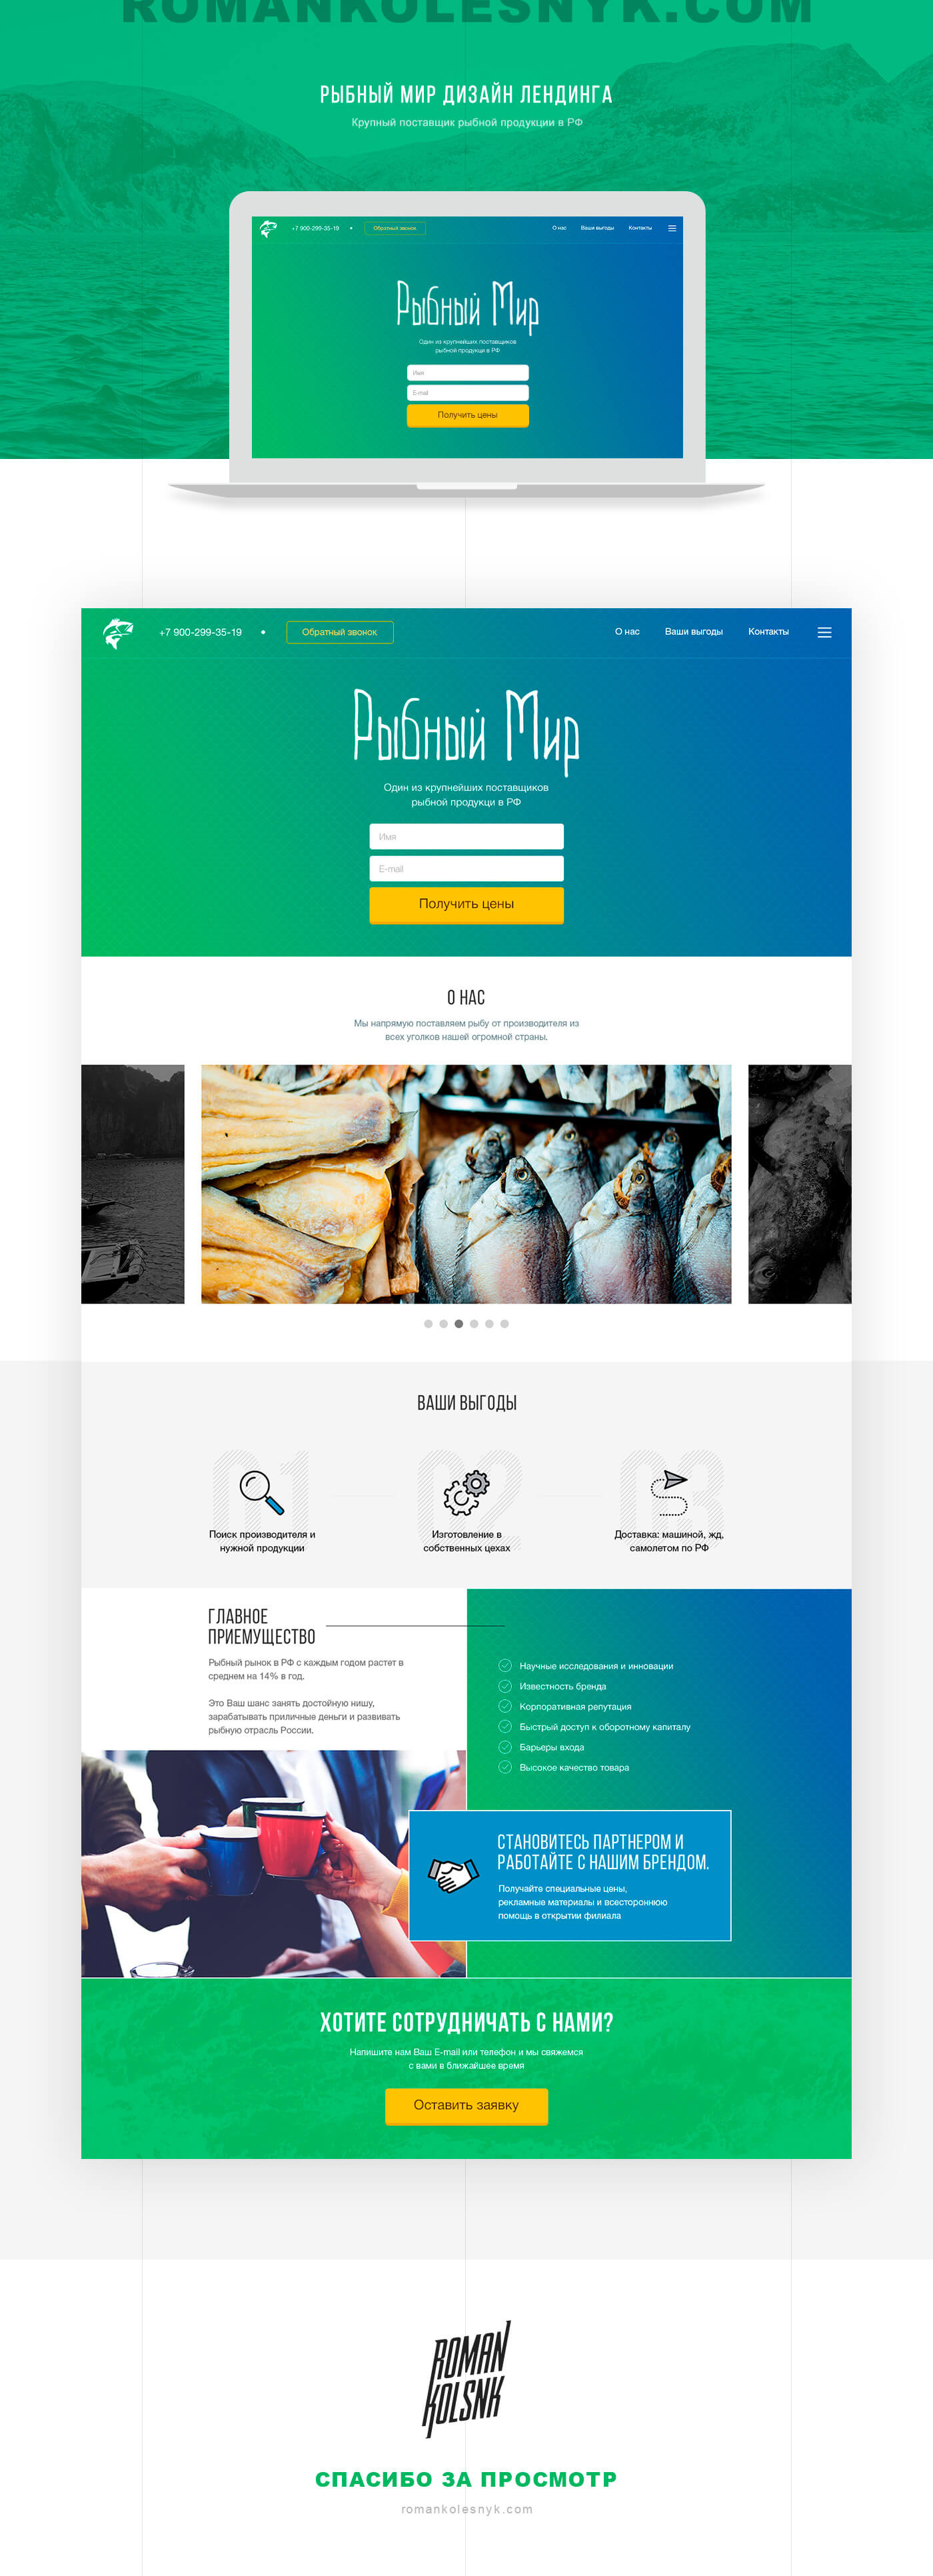 ROMANKOLESNYK.COM
РЫБНЫЙ МИР ДИЗАЙН ЛЕНДИНГА
Крупный поставщик рыбной продукции в РФ
+7 900-299-35-19
Обратный звонок
О нас
Ваши выгоды
Контакты
Рыбный Мир
Один из крупнейших поставщиков
рыбной продукци в РФ
Имя
E-mail
Получить цены
+7 900-299-35-19
Обратный звонок
О нас
Ваши выгоды
Контакты
Рыбный Мир
Один из крупнейших поставщиков
рыбной продукци в РФ
Имя
E-mail
Получить цены
О НАС
Мы напрямую поставляем рыбу от производителя из
всех уголков нашей огромной страны.
ВАШИ ВЫГОДЫ
01
Поиск производителя и
нужной продукции
02
Изготовление в
собственных цехах
03
Доставка: машиной, жд,
самолетом по РФ
ГЛАВНОЕ
ПРИЕМУЩЕСТВО
Рыбный рынок в РФ с каждым годом растет в
среднем на 14% в год.
Это Ваш шанс занять достойную нишу,
зарабатывать приличные деньги и развивать
рыбную отрасль России.
Научные исследования и инновации
Известность бренда
Корпоративная репутация
Быстрый доступ к оборотному капиталу
Барьеры входа
Высокое качество товара
СТАНОВИТЕСЬ ПАРТНЕРОМ И
РАБОТАЙТЕ С НАШИМ БРЕНДОМ.
Получайте специальные цены,
рекламные материалы и всестороннюю
помощь в открытии филиала
ХОТИТЕ СОТРУДНИЧАТЬ С НАМИ?
Напишите нам Ваш E-mail или телефон и мы свяжемся
с вами в ближайшее время
Оставить заявку
ROMAN
KOLSNK
СПАСИБО ЗА ПРОСМОТР
romankolesnyk.com